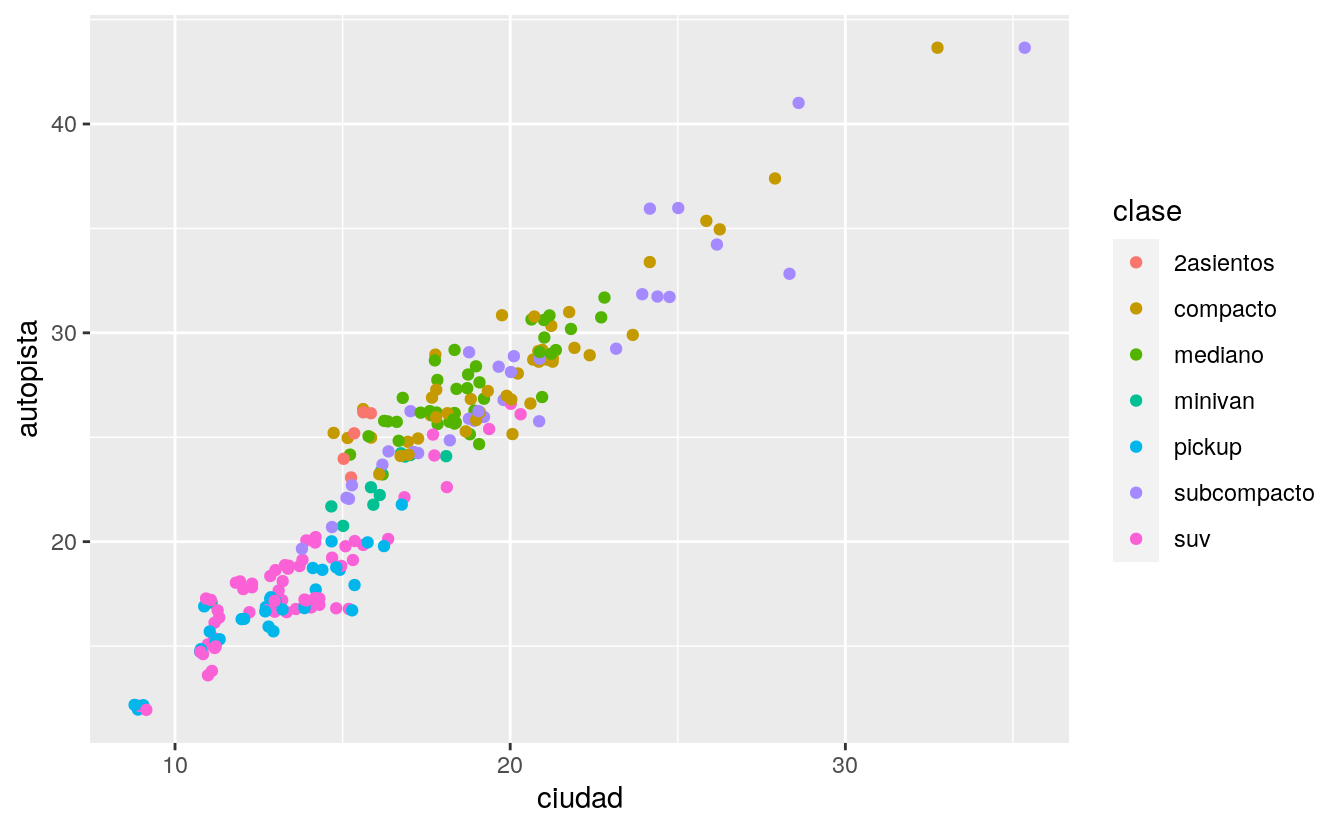 autopista
40
30
20
10
20
30
ciudad
clase
2asientos
compacto
mediano
minivan
pickup
subcompacto
suv